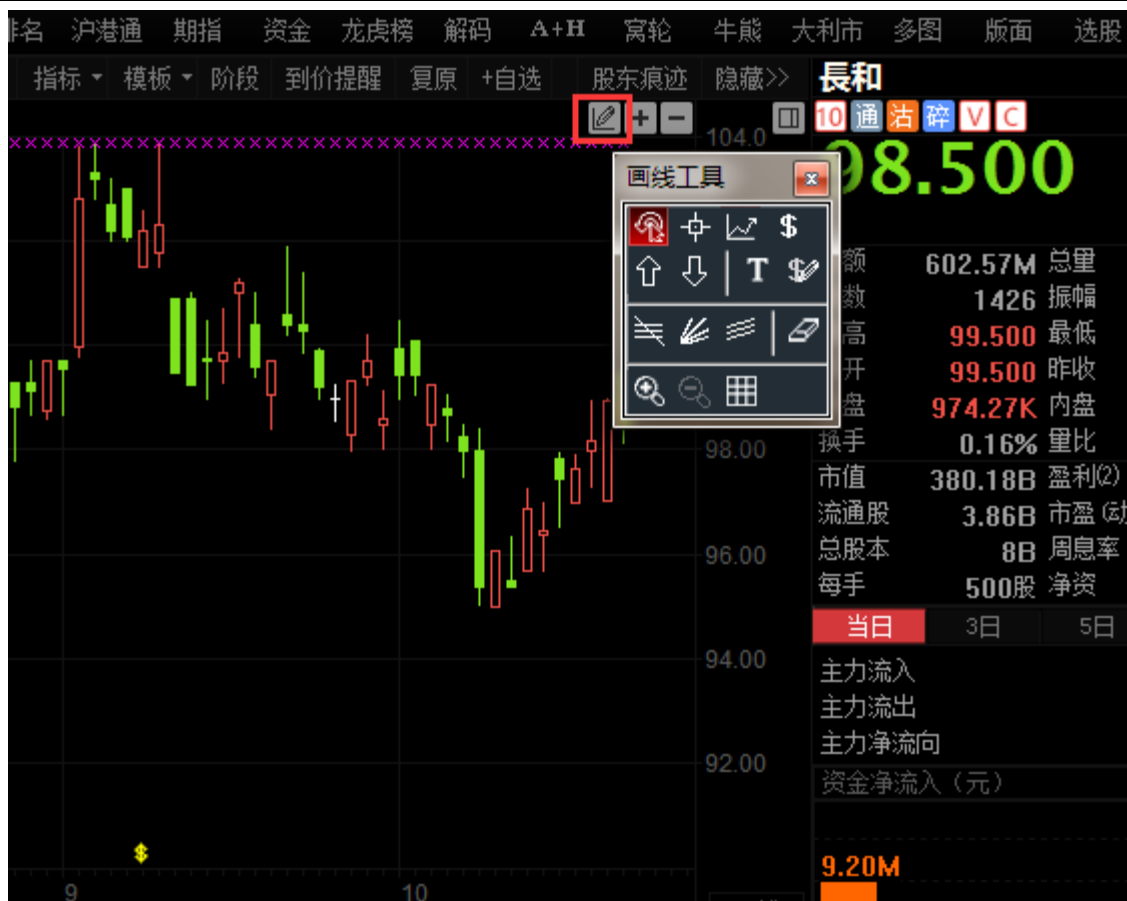 名 沪港通 期指 资金 龙虎榜 解码 A+H 窝轮 牛熊 大利市 多图 版面 选股
指标 模板 阶段 到价提醒 复原 +自选 股东痕迹 隐藏>> 長和
10 通 沽 碎 V C
104.0
画线工具
98.500
T
额 602.57M 总量
数 1426 振幅
高 99.500 最低
开 99.500 昨收
盘 974.27K 内盘
98.00
换手 0.16% 量比
市值 380.18B 盈利(2)
流通股 3.86B 市盈(动
96.00
总股本 8B 周息率
每手 500股 净资
当日 3日 5日
94.00
主力流入
主力流出
主力净流向
92.00
资金净流入（元）
9.20M
9 10